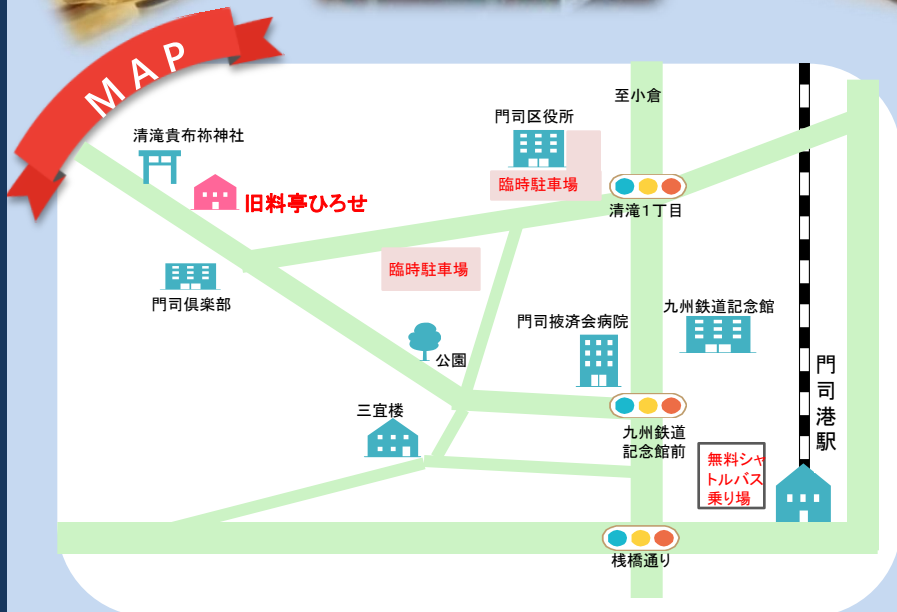 MAP
至小倉
門司区役所
清滝貴布祢神社
臨時駐車場
旧料亭ひろせ
清滝1丁目
臨時駐車場
門司倶楽部
九州鉄道記念館
門司掖済会病院
公園
門司港駅
三宜楼
九州鉄道
記念館前
無料シャ
トルバス
乗り場
桟橋通り